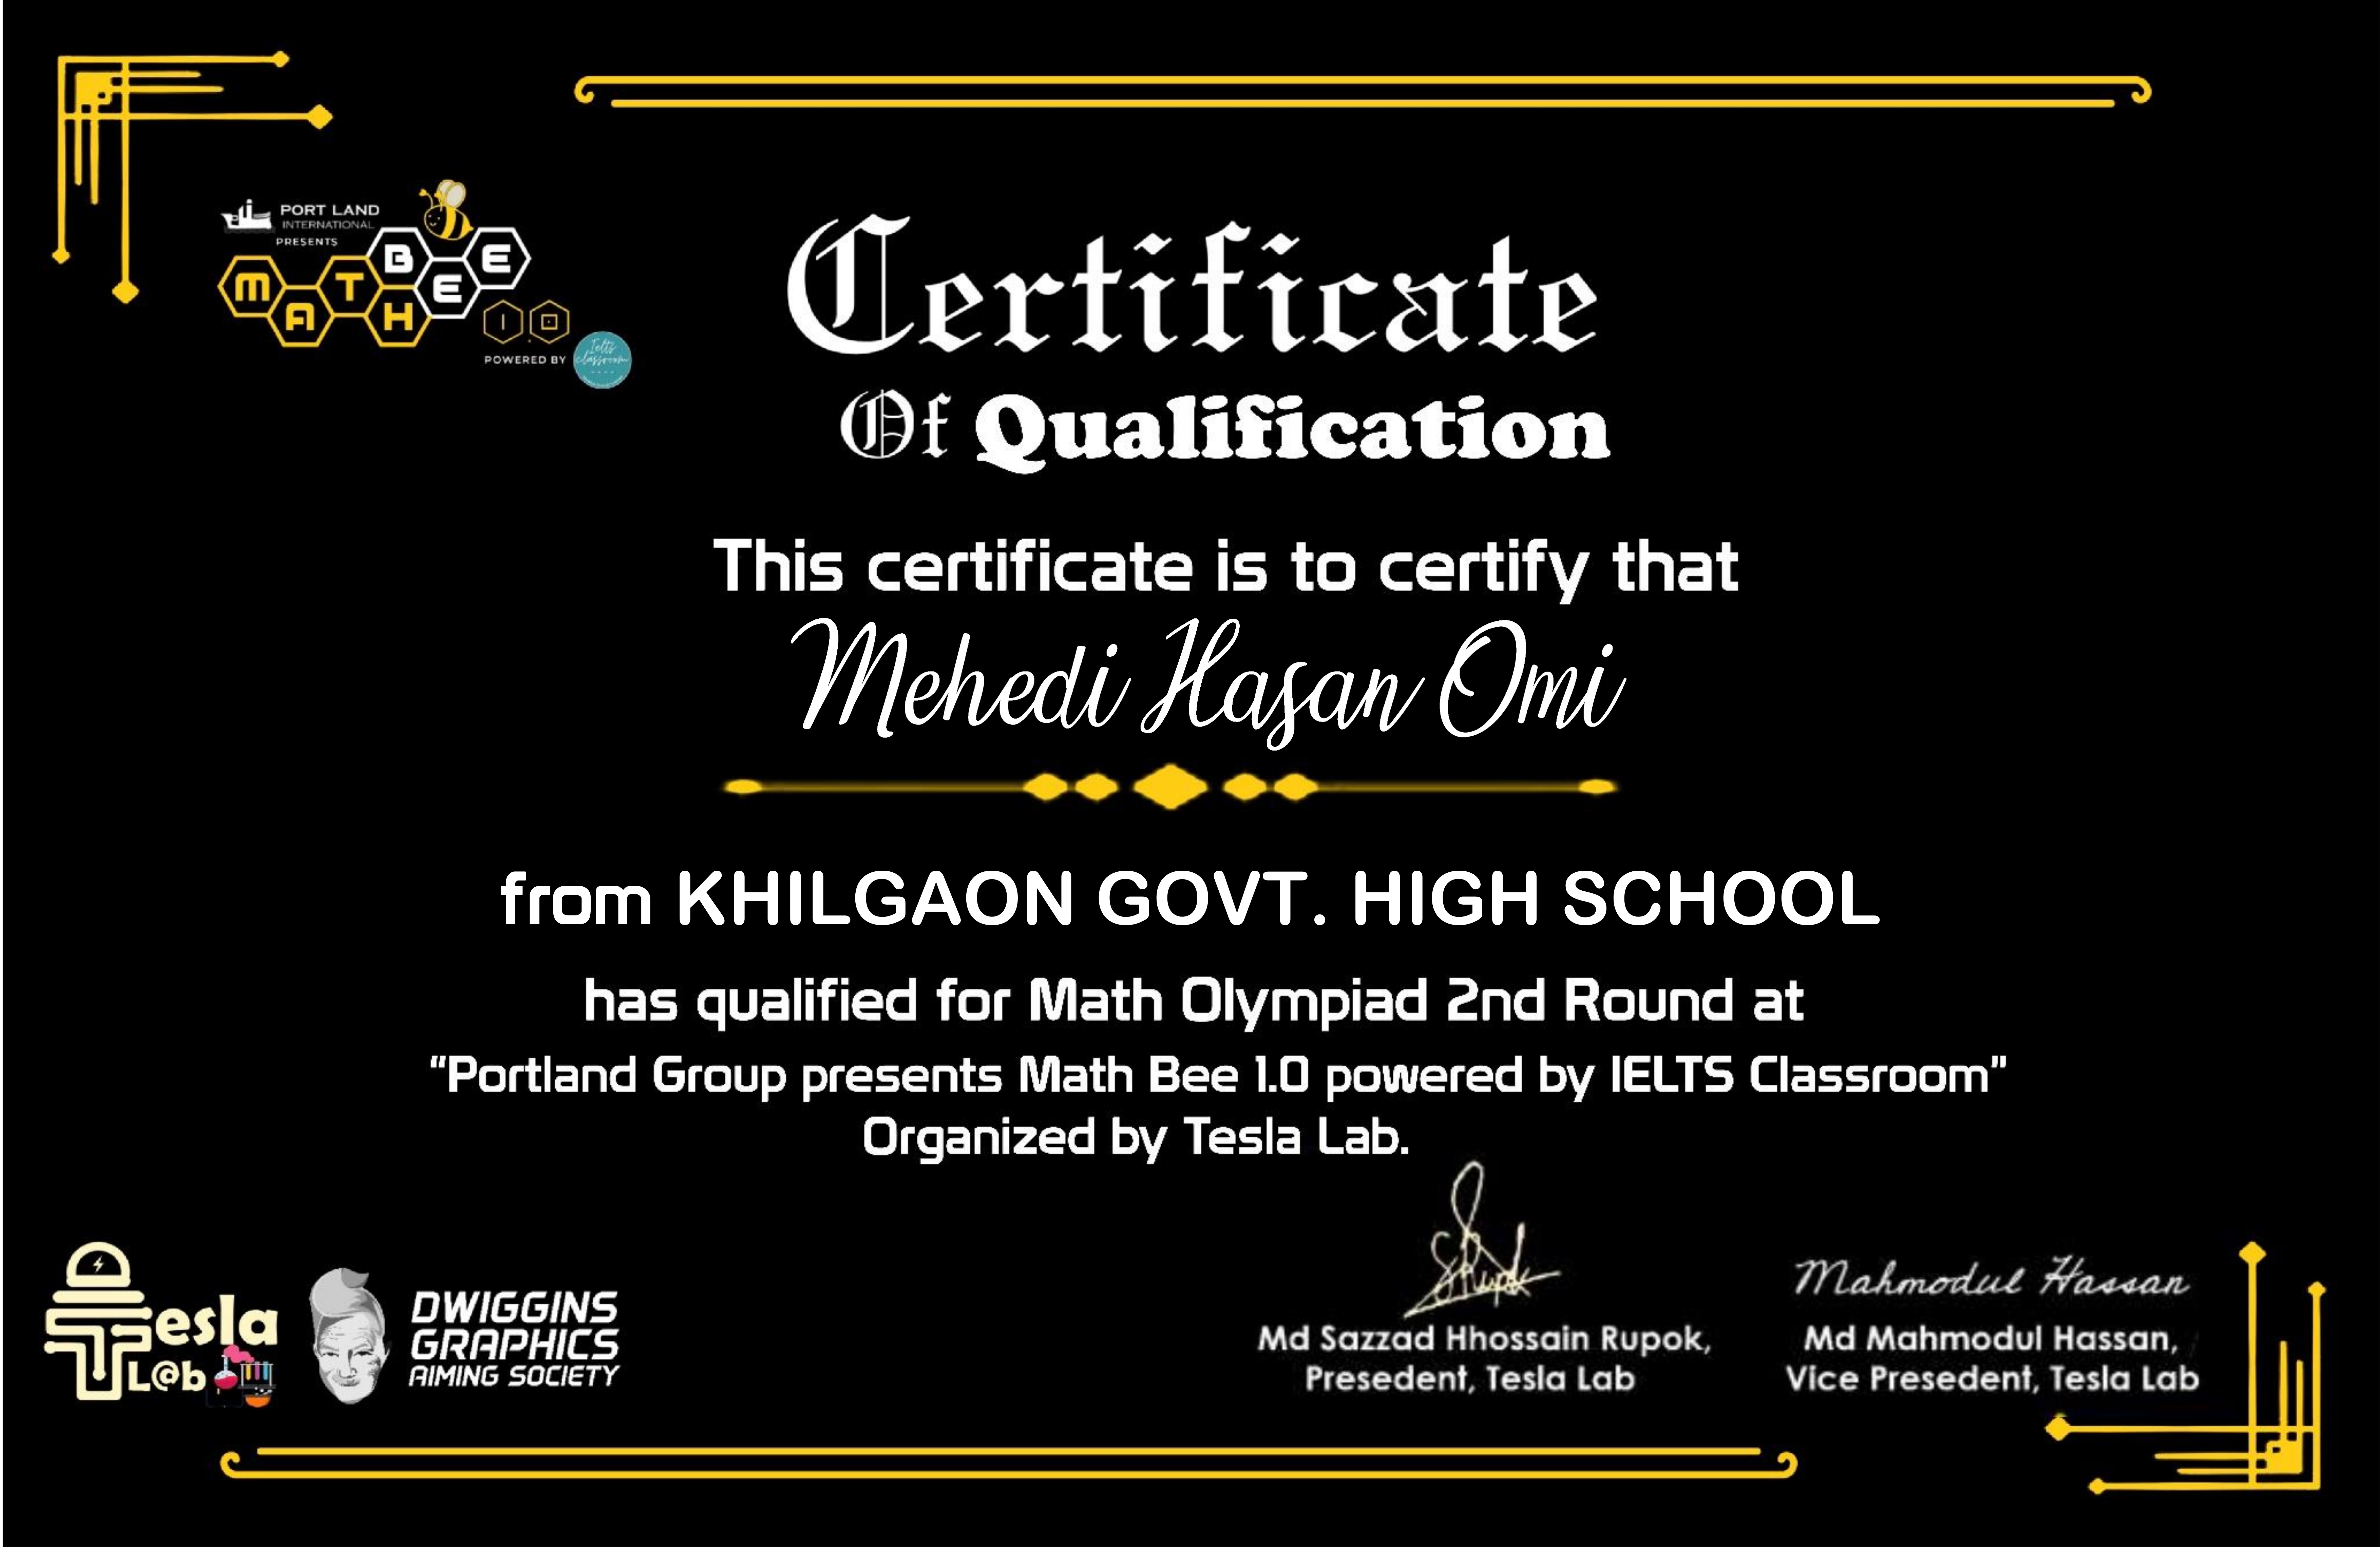 PORT LAND
INTERNATIONAL
PRESENTS
MATH BEE
1.0
POWERED BY
Ielts
classroom
Certificate
Of Qualification
This certificate is to certify that
Mehedi Hasan Omi
from KHILGAON GOVT. HIGH SCHOOL
has qualified for Math Olympiad 2nd Round at
“Portland Group presents Math Bee 1.0 powered by IELTS Classroom”
Organized by Tesla Lab.
Tesla
L@b
DWIGGINS
GRAPHICS
AIMING SOCIETY
Mahmodul Hassan
Md Sazzad Hhossain Rupok,
Presedent, Tesla Lab
Md Mahmodul Hassan,
Vice Presedent, Tesla Lab